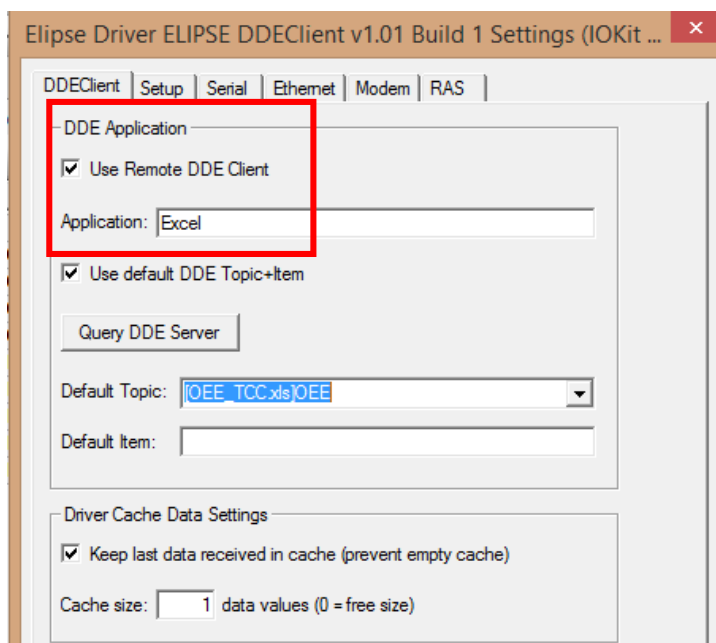 Elipse Driver ELIPSE DDEClient v1.01 Build 1 Settings (IOKit ...
DDEClient Setup Serial Ethernet Modem RAS
DDE Application
Use Remote DDE Client
Application: Excel
Use default DDE Topic+Item
Query DDE Server
Default Topic: [OEE_TCC.xls]OEE
Default Item:
Driver Cache Data Settings
Keep last data received in cache (prevent empty cache)
Cache size: 1 data values (0 = free size)